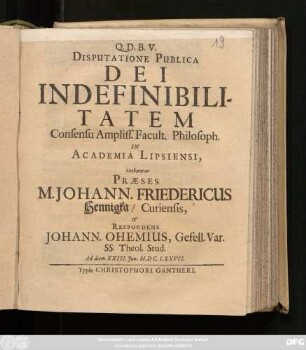 19
Q. D. B. V.
DISPUTATIONE PUBLICA
DEI
INDEFINIBILI-
TATEM
Consensu Ampliss. Facult. Philosoph.
IN
ACADEMIA LIPSIENSI,
PRÆSES
M. JOHANN. FRIEDERICUS
Hennigke / Curiensis,
&
RESPONDENS
JOHANN. OHEMIUS, Gefell. Var.
SS. Theol. Stud.
Ad diem XXIII. Jun. M.DC.LXXVII.
Typis CHRISTOPHORI GÜNTHERI.